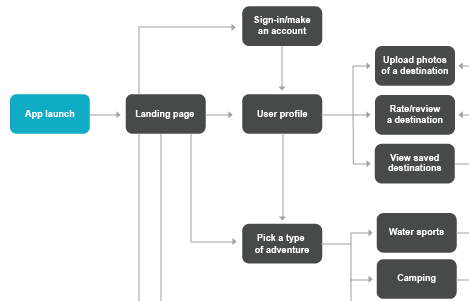 Sign-in/make
an account
Upload photos
of a destination
App launch
Landing page
User profile
Rate/review
a destination
View saved
destinations
Pick a type
of adventure
Water sports
Camping